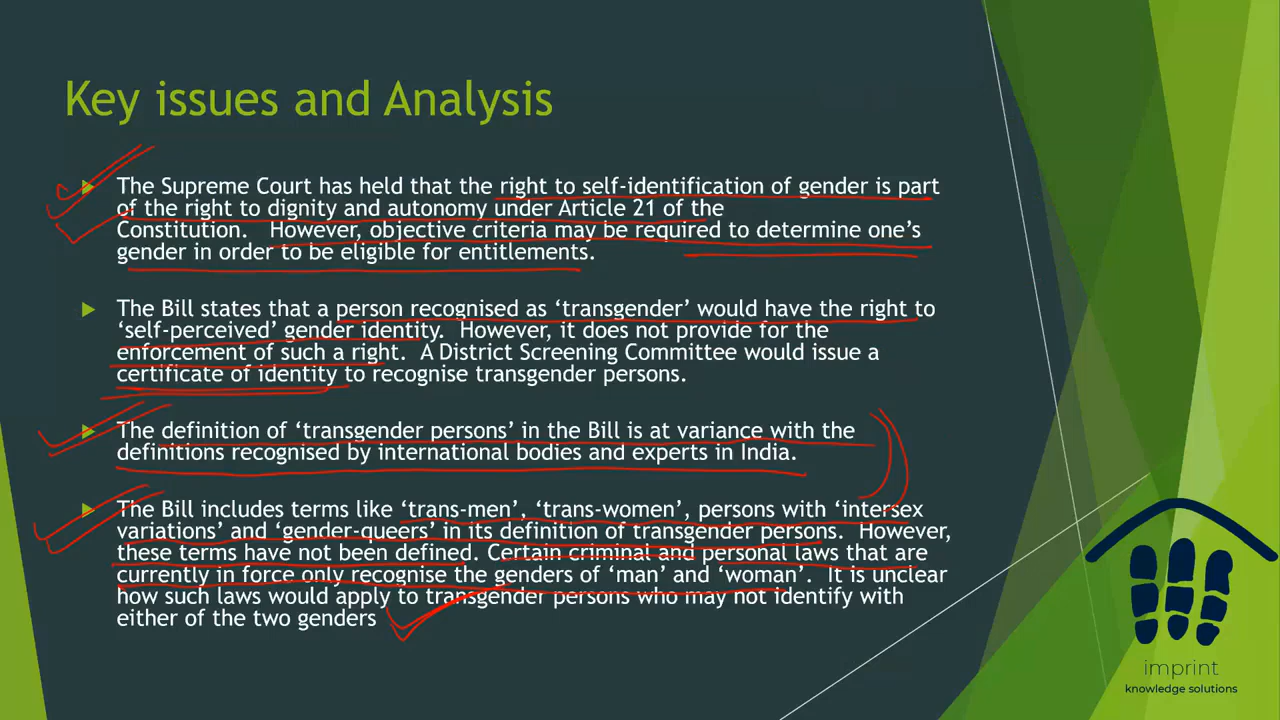 Key issues and Analysis
The Supreme Court has held that the right to self-identification of gender is part
of the right to dignity and autonomy under Article 21 of the
Constitution.   However, objective criteria may be required to determine one’s
gender in order to be eligible for entitlements.
The Bill states that a person recognised as ‘transgender’ would have the right to
‘self-perceived’ gender identity.  However, it does not provide for the
enforcement of such a right.  A District Screening Committee would issue a
certificate of identity to recognise transgender persons.
The definition of ‘transgender persons’ in the Bill is at variance with the
definitions recognised by international bodies and experts in India.
The Bill includes terms like ‘trans-men’, ‘trans-women’, persons with ‘intersex
variations’ and ‘gender-queers’ in its definition of transgender persons.  However,
these terms have not been defined. Certain criminal and personal laws that are
currently in force only recognise the genders of ‘man’ and ‘woman’.  It is unclear
how such laws would apply to transgender persons who may not identify with
either of the two genders
imprint
knowledge solutions